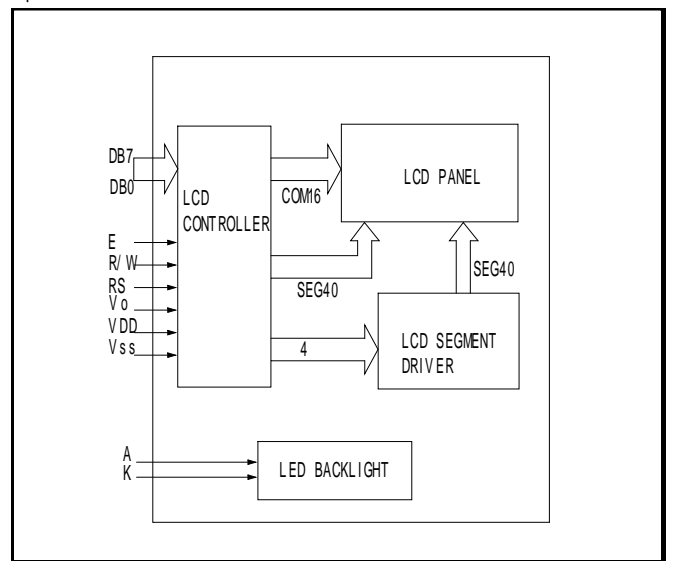 DB7
DB0
LCD
CONTROLLER
COM16
LCD PANEL
E
R/W
RS
Vo
VDD
Vss
SEG40
SEG40
4
LCD SEGMENT
DRIVER
A
K
LED BACKLIGHT